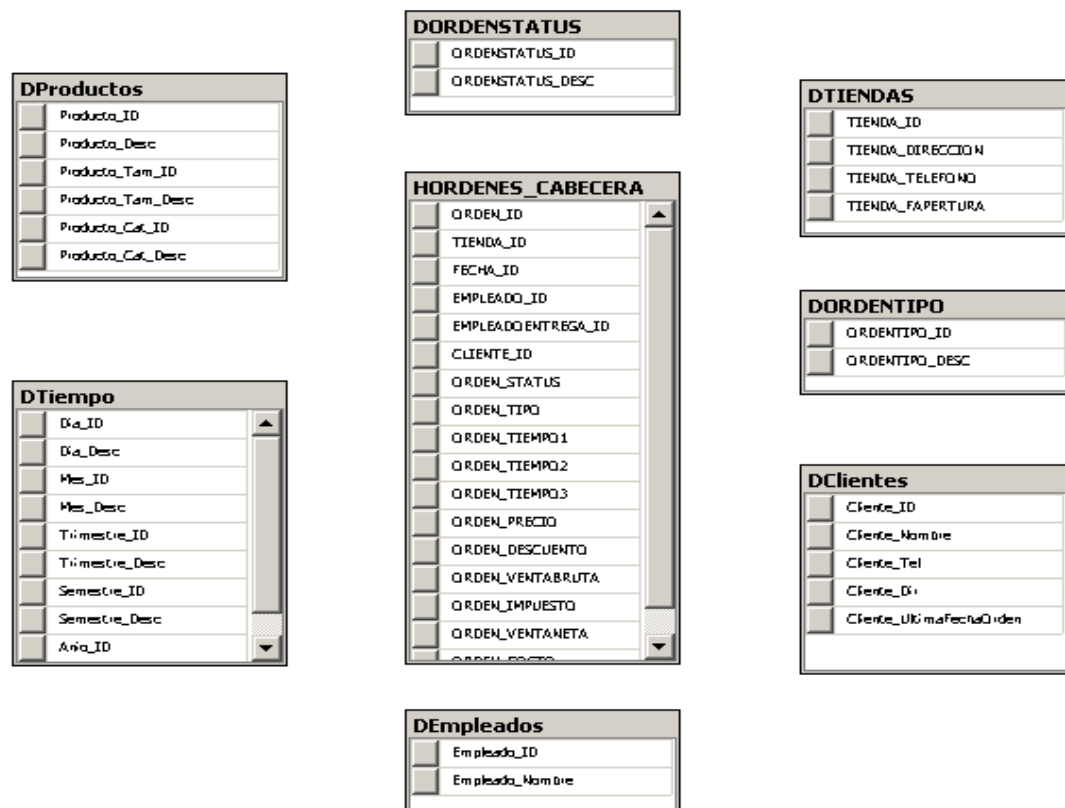 DORDENSTATUS
ORDENSTATUS_ID
ORDENSTATUS_DESC
DProductos
Producto_ID
Producto_Desc
Producto_Tam_ID
Producto_Tam_Desc
Producto_Cat_ID
Producto_Cat_Desc
DTIENDAS
TIENDA_ID
TIENDA_DIRECCION
TIENDA_TELEFONO
TIENDA_FAPERTURA
HORDENES_CABECERA
ORDEN_ID
TIENDA_ID
FECHA_ID
EMPLEADO_ID
EMPLEADOENTREGA_ID
CLIENTE_ID
ORDEN_STATUS
ORDEN_TIPO
ORDEN_TIEMPO1
ORDEN_TIEMPO2
ORDEN_TIEMPO3
ORDEN_PRECIO
ORDEN_DESCUENTO
ORDEN_VENTABRUTA
ORDEN_IMPUESTO
ORDEN_VENTANETA
DORDENTIPO
ORDENTIPO_ID
ORDENTIPO_DESC
DTiempo
Dia_ID
Dia_Desc
Mes_ID
Mes_Desc
Trimestre_ID
Trimestre_Desc
Semestre_ID
Semestre_Desc
Anio_ID
DClientes
Cliente_ID
Cliente_Nombre
Cliente_Tel
Cliente_Dir
Cliente_UltimaFechaOrden
DEmpleados
Empleado_ID
Empleado_Nombre